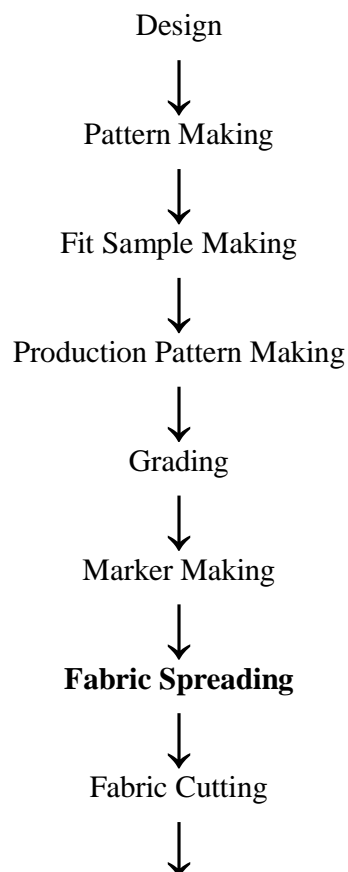 Design
Pattern Making
Fit Sample Making
Production Pattern Making
Grading
Marker Making
Fabric Spreading
Fabric Cutting